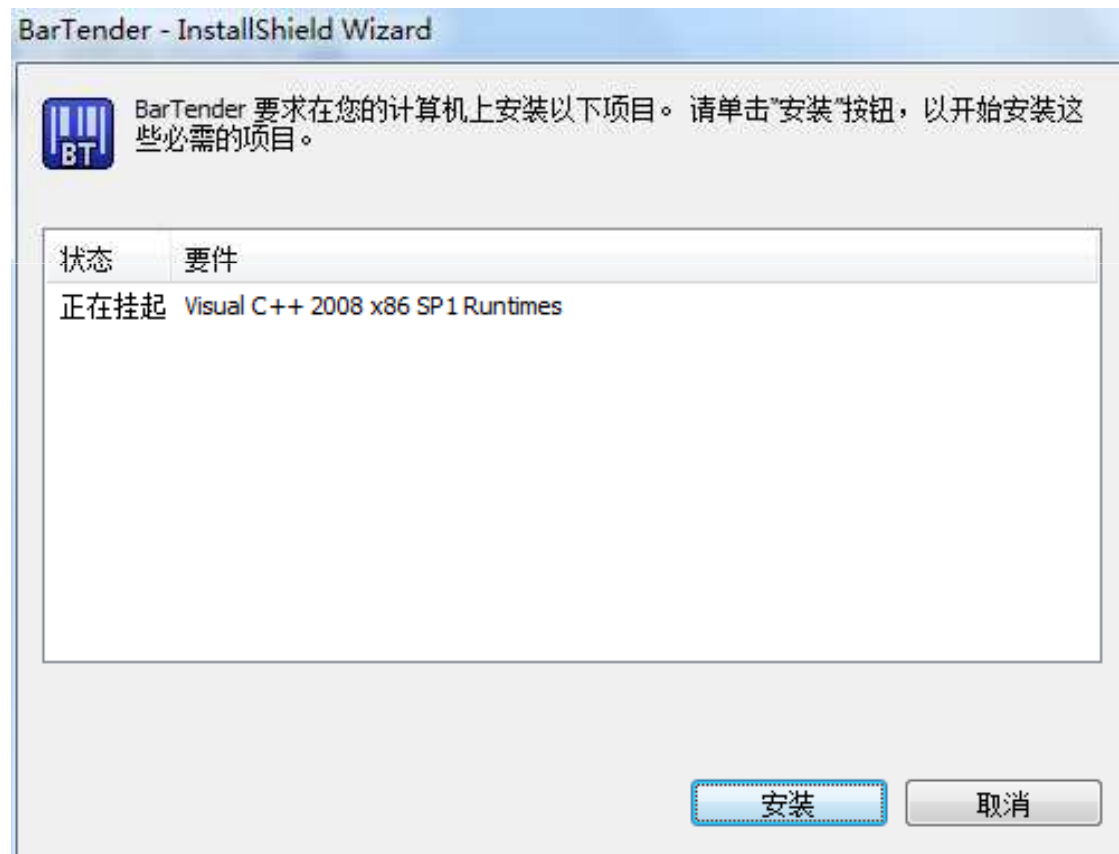 BarTender - InstallShield Wizard
BarTender 要求在您的计算机上安装以下项目。 请单击"安装"按钮，以开始安装这
些必需的项目。
BT
状态 要件
正在挂起 Visual C++ 2008 x86 SP1 Runtimes
安装 取消